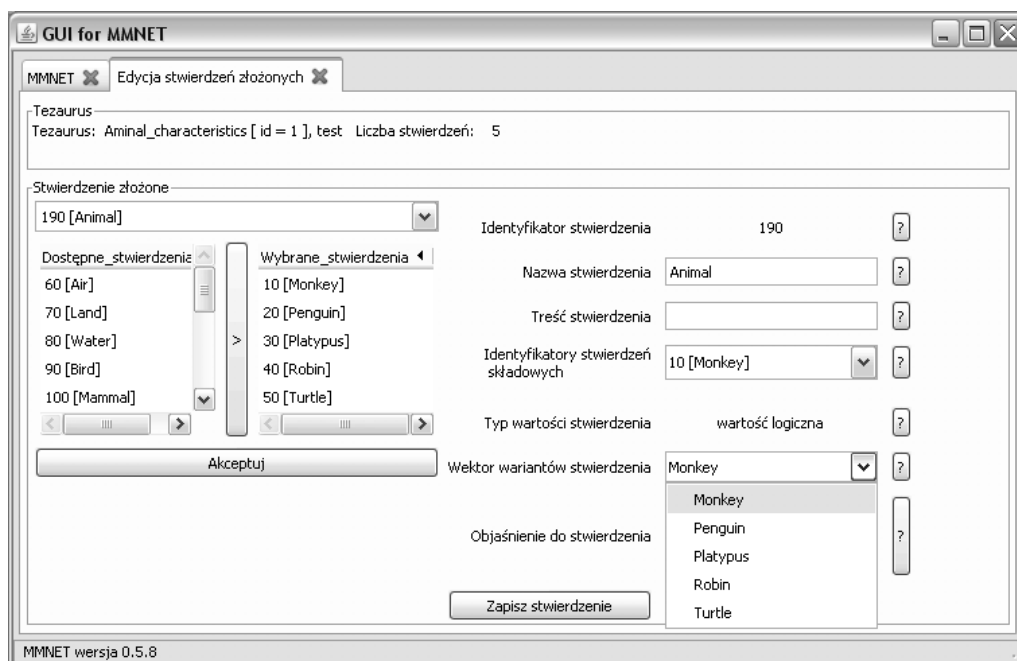 GUI for MMNET
MMNET
Edycja stwierdzeń złożonych
Tezaurus
Tezaurus: Aminal_characteristics [ id = 1 ], test Liczba stwierdzeń: 5
Stwierdzenie złożone
190 [Animal]
Dostępne_stwierdzenia
60 [Air]
70 [Land]
80 [Water]
90 [Bird]
100 [Mammal]
>
Wybrane_stwierdzenia
10 [Monkey]
20 [Penguin]
30 [Platypus]
40 [Robin]
50 [Turtle]
Akceptuj
Identyfikator stwierdzenia 190 ?
Nazwa stwierdzenia Animal ?
Treść stwierdzenia ?
Identyfikatory stwierdzeń
składowych 10 [Monkey] ?
Typ wartości stwierdzenia wartość logiczna ?
Wektor wariantów stwierdzenia Monkey ?
Monkey
Penguin
Platypus
Robin
Turtle
Objaśnienie do stwierdzenia ?
Zapisz stwierdzenie
MMNET wersja 0.5.8